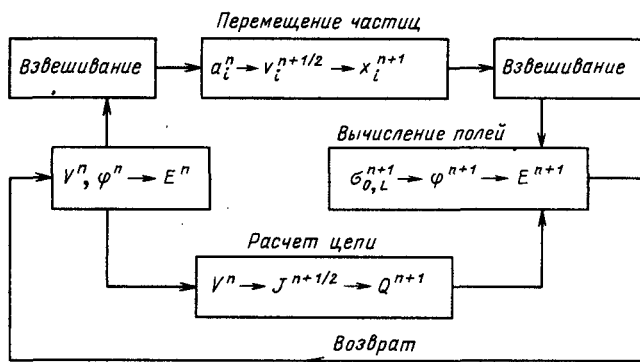 Перемещение частиц
Взвешивание
a_i^n → v_i^{n+1/2} → x_i^{n+1}
Взвешивание
Вычисление полей
V^n, φ^n → E^n
σ_{0,L}^{n+1} → φ^{n+1} → E^{n+1}
Расчет цепи
V^n → J^{n+1/2} → Q^{n+1}
Возврат